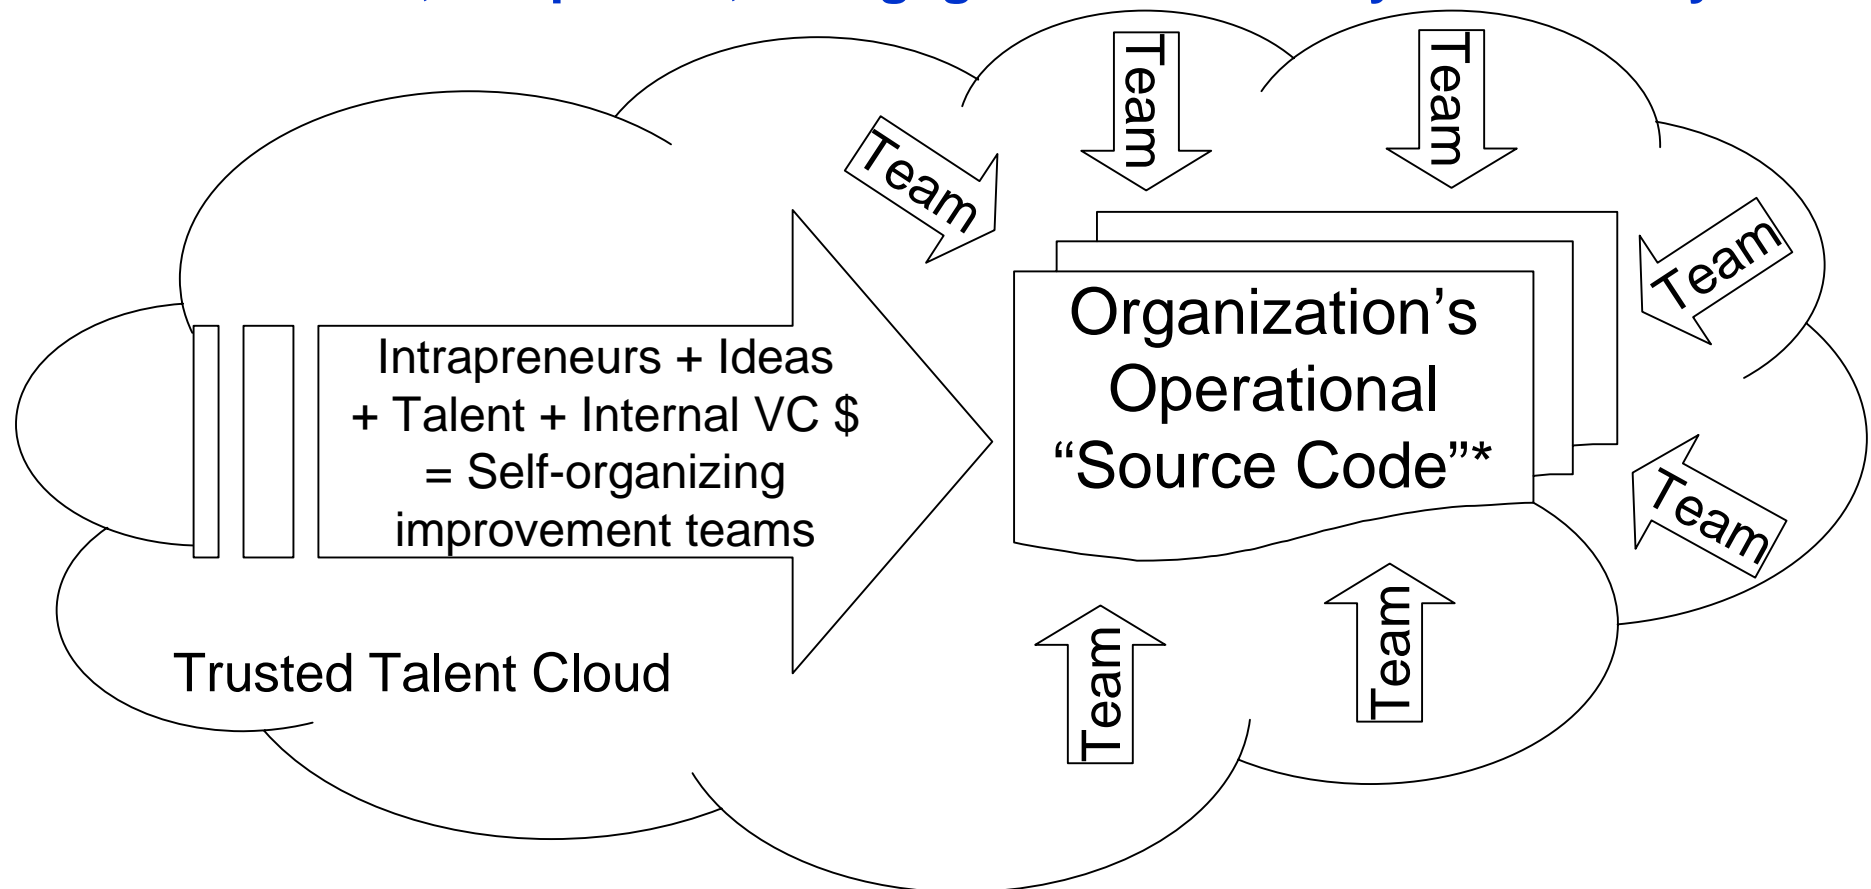 Team
Team
Team
Team
Team
Team
Team
Intrapreneurs + Ideas
+ Talent + Internal VC $
= Self-organizing
improvement teams
Organization’s
Operational
“Source Code”*
Trusted Talent Cloud